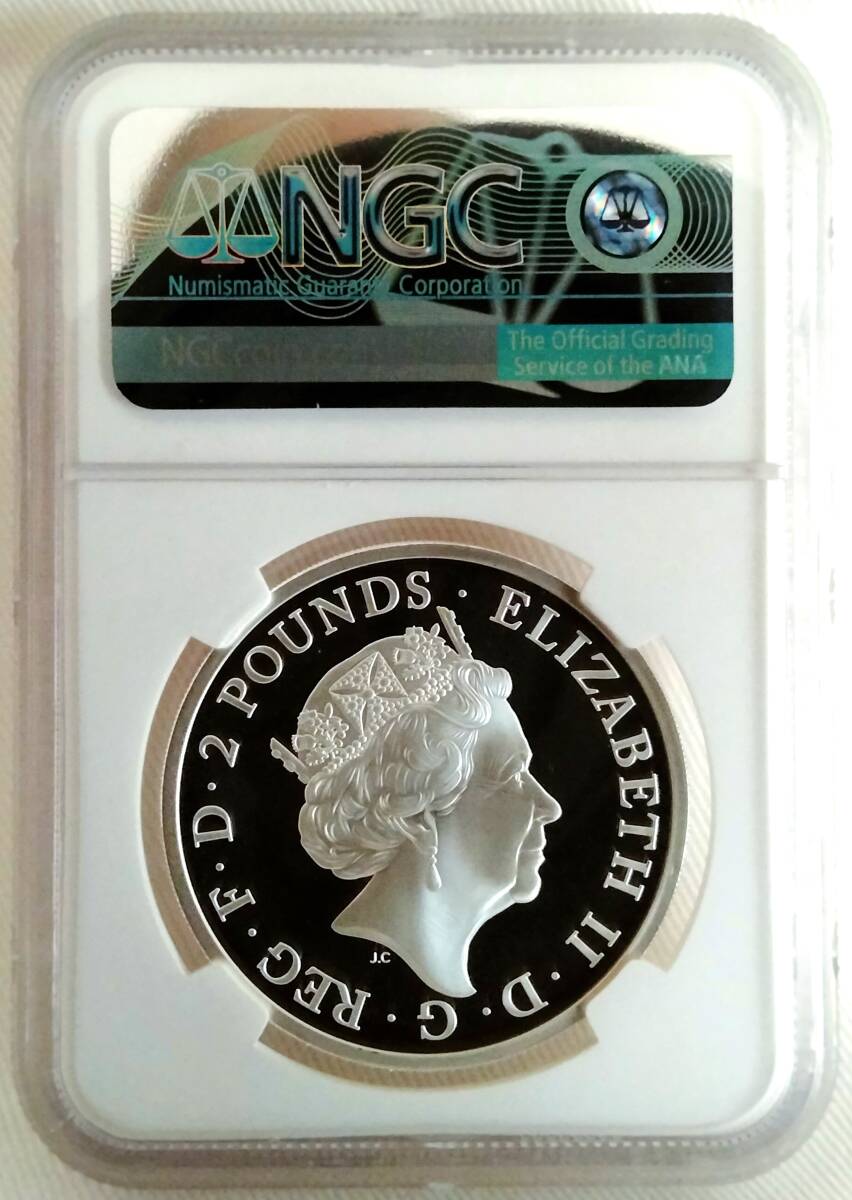 NGC
Numismatic Guaranty Corporation
The Official Grading
Service of the ANA
ELIZABETH II · D · G · REG · F · D · 2 POUNDS ·
J.C